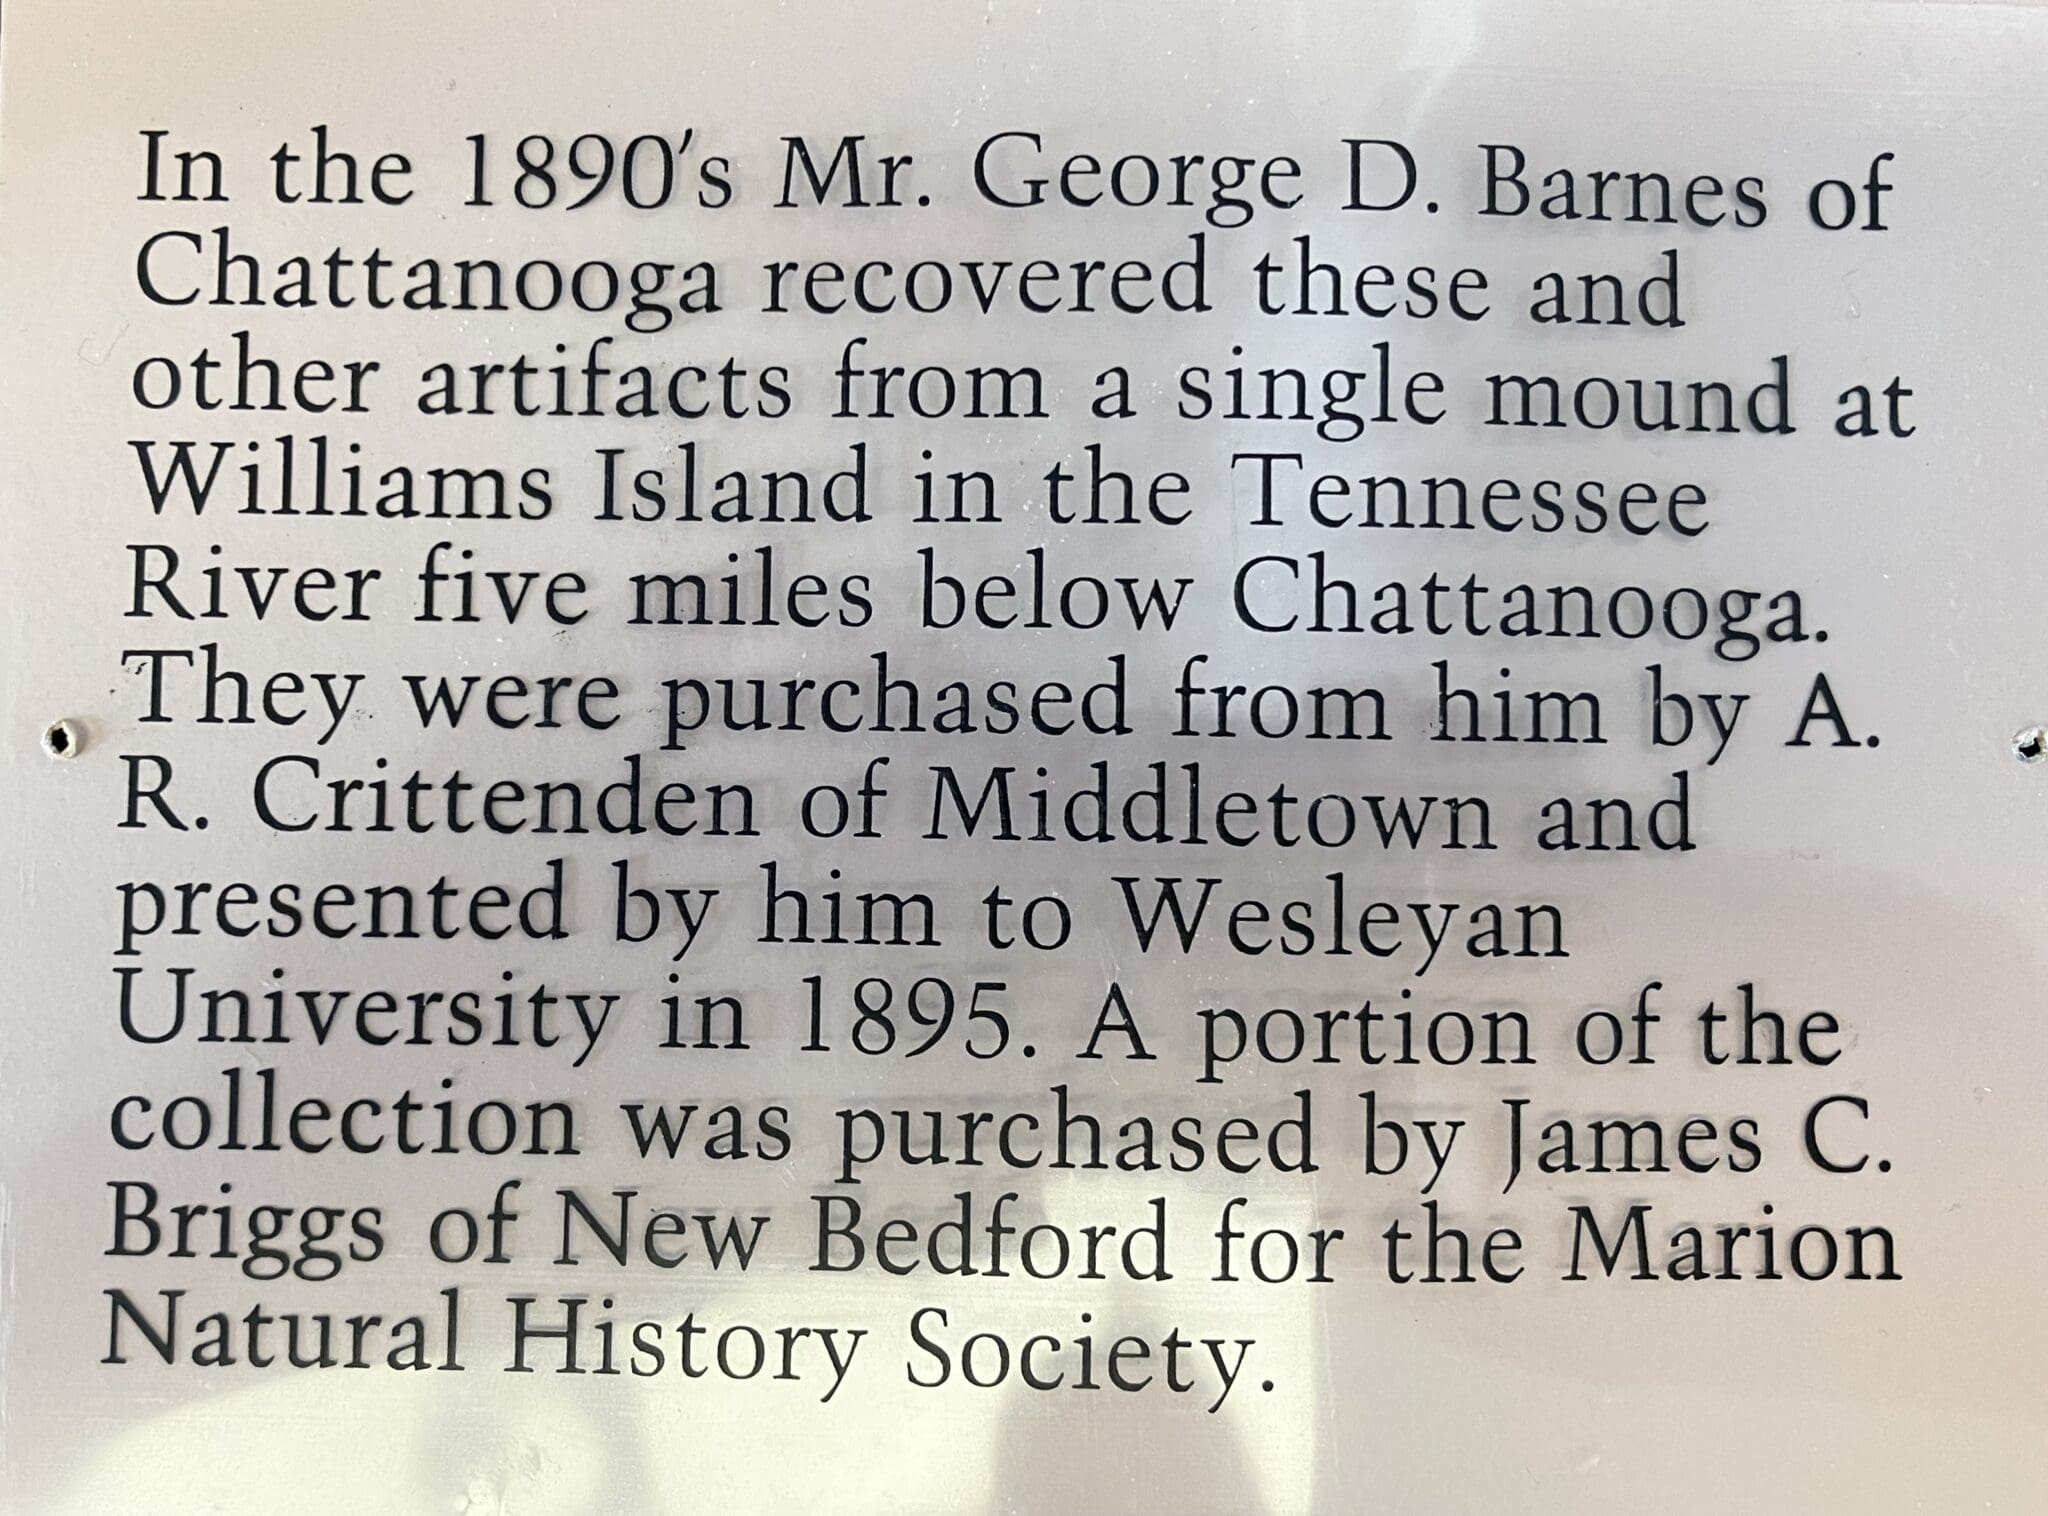 In the 1890's Mr. George D. Barnes of
Chattanooga recovered these and
other artifacts from a single mound at
Williams Island in the Tennessee
River five miles below Chattanooga.
They were purchased from him by A.
R. Crittenden of Middletown and
presented by him to Wesleyan
University in 1895. A portion of the
collection was purchased by James C.
Briggs of New Bedford for the Marion
Natural History Society.